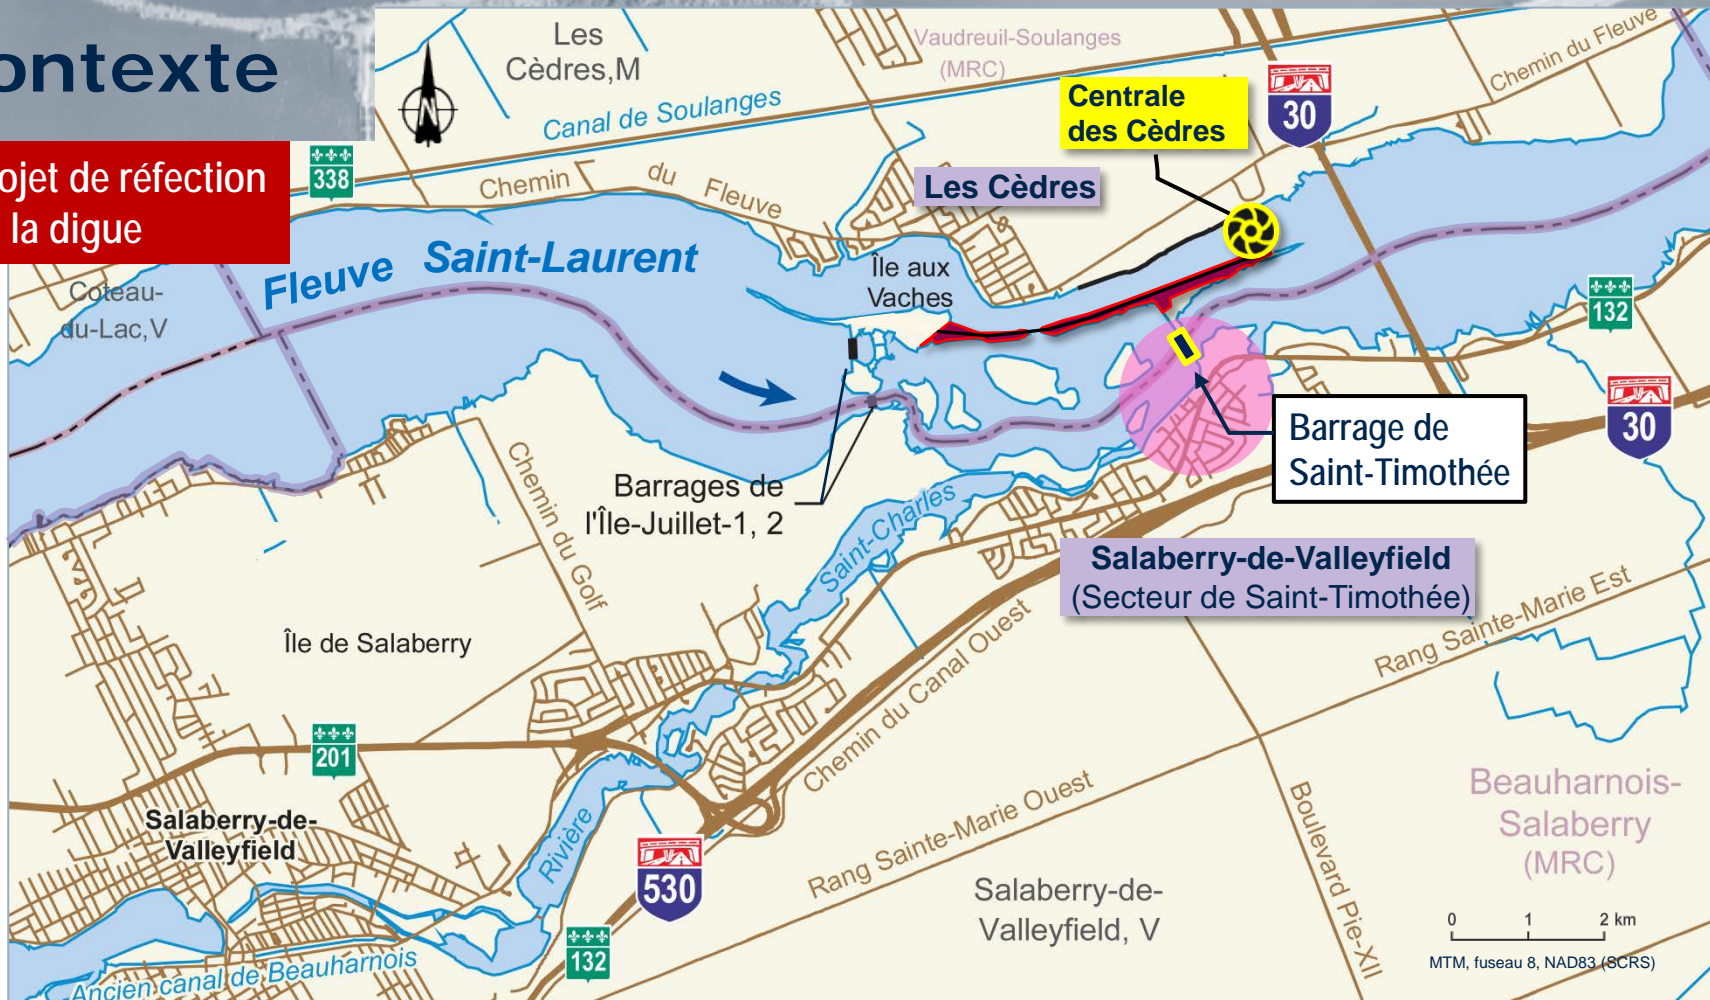 ontexte
ojet de réfection
la digue
Les
Cèdres,M
Vaudreuil-Soulanges
(MRC)
Canal de Soulanges
Centrale
des Cèdres
30
Chemin du Fleuve
338
Chemin du Fleuve
Les Cèdres
Fleuve Saint-Laurent
Île aux
Vaches
Coteau-
du-Lac,V
132
30
Barrage de
Saint-Timothée
Barrages de
l'Île-Juillet-1, 2
Chemin du Golf
Saint-Charles
Salaberry-de-Valleyfield
(Secteur de Saint-Timothée)
Île de Salaberry
Chemin du Canal Ouest
Rang Sainte-Marie Est
201
Salaberry-de-
Valleyfield
Rivière
530
Rang Sainte-Marie Ouest
Boulevard Pie-XII
Beauharnois-
Salaberry
(MRC)
Salaberry-de-
Valleyfield, V
132
Ancien canal de Beauharnois
0 1 2 km
MTM, fuseau 8, NAD83 (SCRS)
N